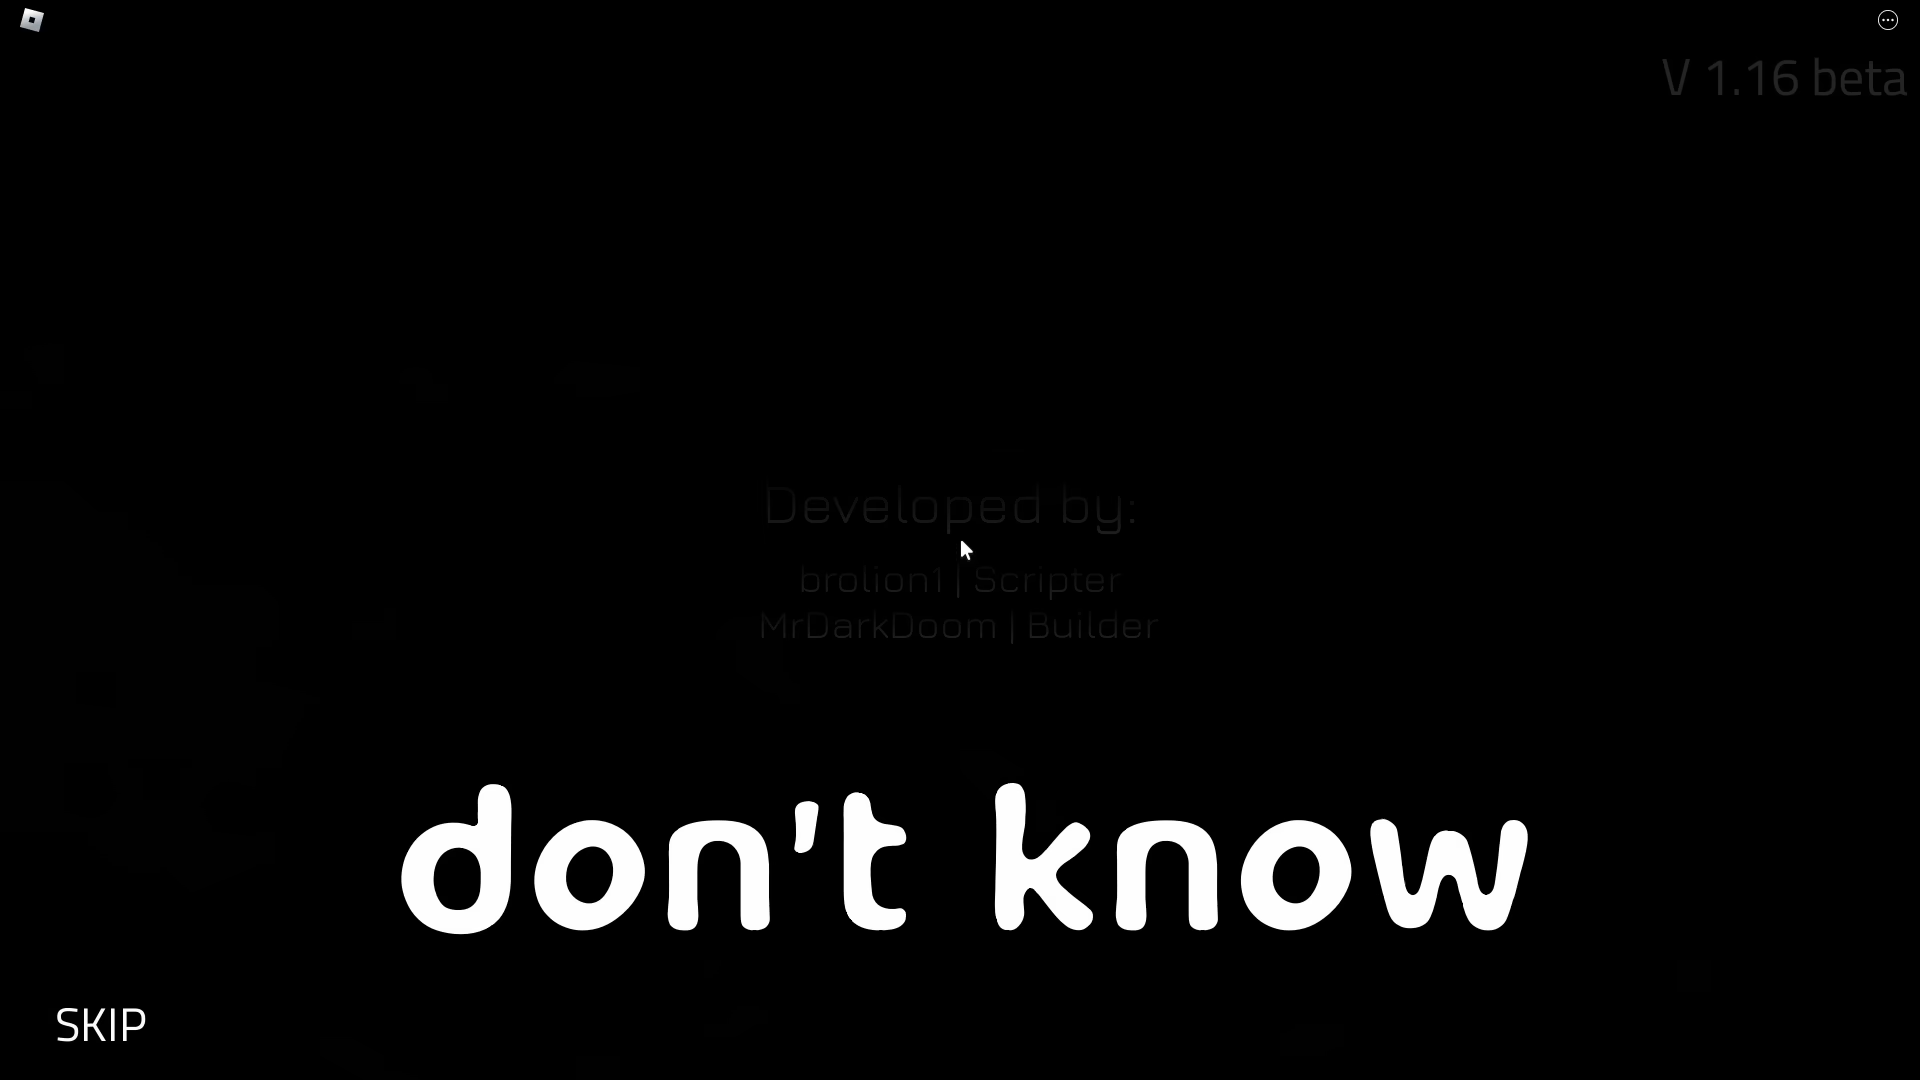 V 1.16 beta
Developed by:
brolion1 | Scripter
MrDarkDoom | Builder
don't know
SKIP